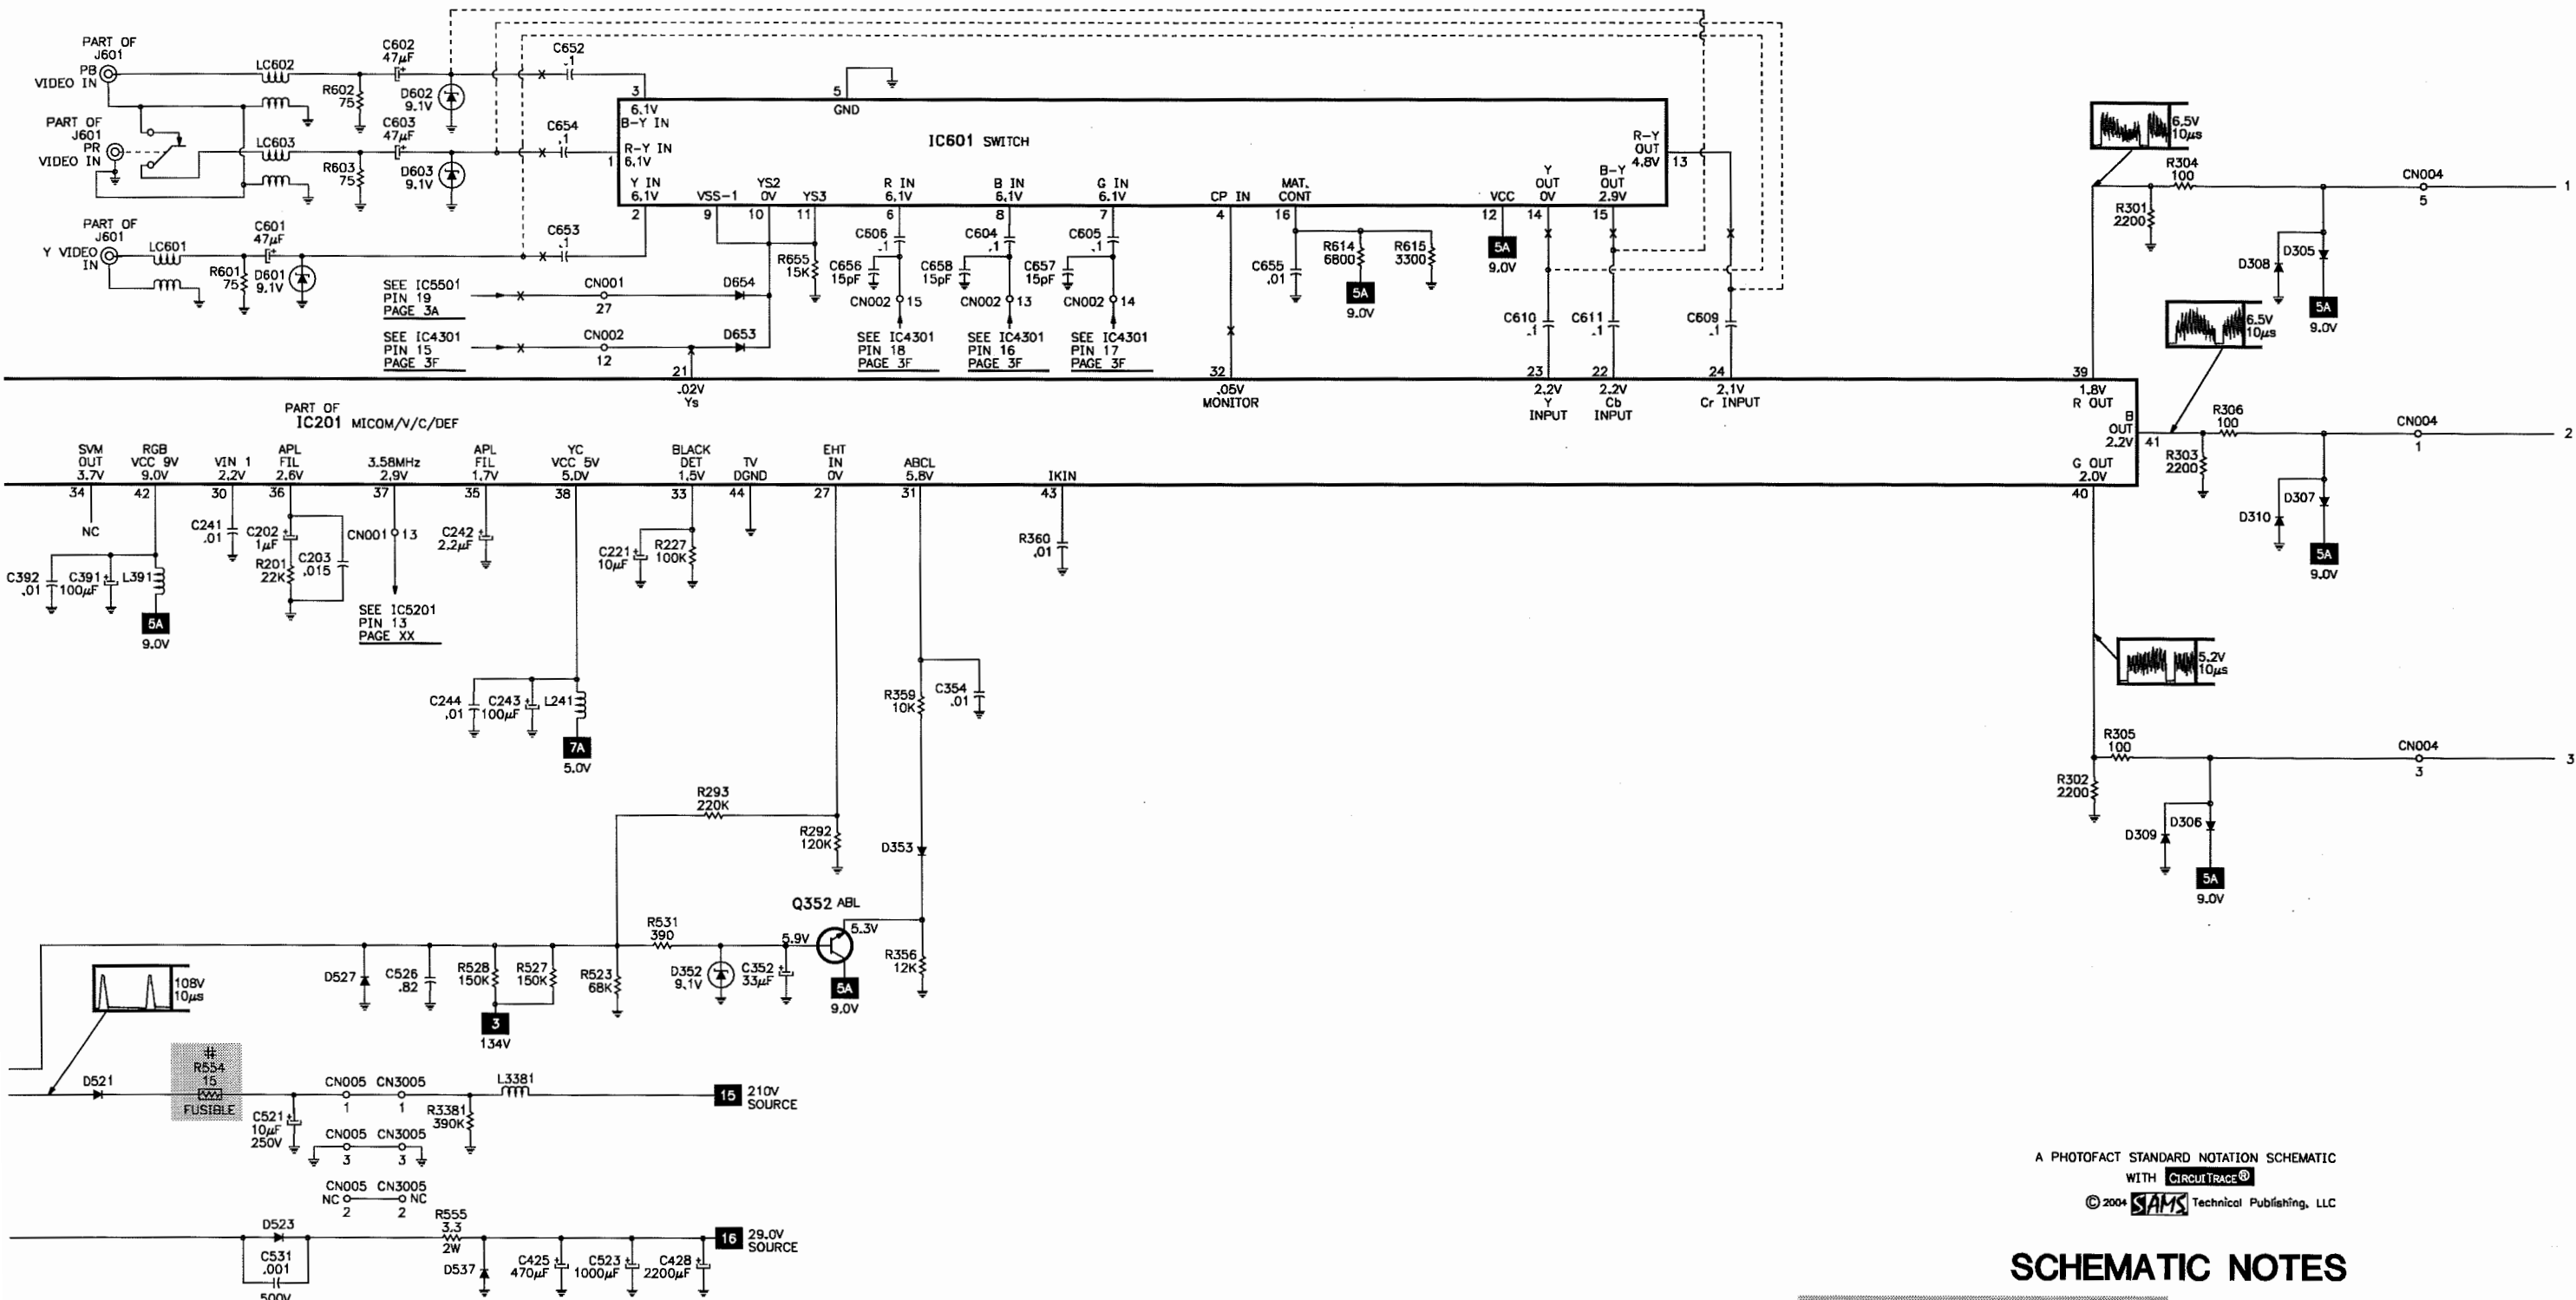 PART OF
J601
PB
VIDEO IN
LC602
C602
47µF
R602
75
D602
9.1V
C652
.1
PART OF
J601
PR
VIDEO IN
LC603
C603
47µF
R603
75
D603
9.1V
C654
.1
PART OF
J601
Y VIDEO
IN
LC601
C601
47µF
R601
75
D601
9.1V
C653
.1
3
6.1V
B-Y IN
5
GND
IC601 SWITCH
1
R-Y IN
6.1V
Y IN
6.1V
2
VSS-1
9
YS2
0V
10
YS3
11
R IN
6.1V
6
B IN
6.1V
8
G IN
6.1V
7
CP IN
4
MAT.
CONT
16
VCC
12
Y
OUT
0V
14
B-Y
OUT
2.9V
15
R-Y
OUT
4.8V
13
SEE IC5501
PIN 19
PAGE 3A
CN001
27
D654
R655
15K
SEE IC4301
PIN 15
PAGE 3F
CN002
12
D653
C606
.1
C656
15pF
CN002 15
SEE IC4301
PIN 18
PAGE 3F
C604
.1
C658
15pF
CN002 13
SEE IC4301
PIN 16
PAGE 3F
C605
.1
C657
15pF
CN002 14
SEE IC4301
PIN 17
PAGE 3F
C655
.01
R614
6800
5A
9.0V
R615
3300
5A
9.0V
C610
.1
C611
.1
C609
.1
6.5V
10µs
R304
100
R301
2200
CN004
5
1
D308
D305
5A
9.0V
6.5V
10µs
21
.02V
Ys
32
.05V
MONITOR
23
2.2V
Y
INPUT
22
2.2V
Cb
INPUT
24
2.1V
Cr INPUT
39
1.8V
R OUT
B
OUT
2.2V
41
G OUT
2.0V
40
PART OF
IC201 MICOM/V/C/DEF
SVM
OUT
3.7V
34
NC
RGB
VCC 9V
9.0V
42
VIN 1
2.2V
30
APL
FIL
2.6V
36
3.58MHz
2.9V
37
APL
FIL
1.7V
35
YC
VCC 5V
5.0V
38
BLACK
DET
1.5V
33
TV
DGND
44
EHT
IN
0V
27
ABCL
5.8V
31
IKIN
43
R306
100
R303
2200
CN004
1
2
D310
D307
5A
9.0V
C392
.01
C391
100µF
L391
5A
9.0V
C241
.01
C202
1µF
R201
22K
C203
.015
CN001 13
SEE IC5201
PIN 13
PAGE XX
C242
2.2µF
C221
10µF
R227
100K
R360
.01
C244
.01
C243
100µF
L241
7A
5.0V
R359
10K
C354
.01
5.2V
10µs
R305
100
R302
2200
CN004
3
3
D309
D306
5A
9.0V
R293
220K
R292
120K
D353
Q352 ABL
5.9V
5.3V
5A
9.0V
R356
12K
108V
10µs
D527
C526
.82
R528
150K
R527
150K
3
134V
R523
68K
R531
390
D352
9.1V
C352
33µF
D521
#
R554
15
FUSIBLE
C521
10µF
250V
CN005 CN3005
1 1
R3381
390K
L3381
15 210V
SOURCE
CN005 CN3005
3 3
CN005 CN3005
NC NC
2 2
D523
C531
.001
500V
R555
3.3
2W
D537
C425
470µF
C523
1000µF
C428
2200µF
16 29.0V
SOURCE
A PHOTOFACT STANDARD NOTATION SCHEMATIC
WITH CIRCUITRACE®
© 2004 SAMS Technical Publishing, LLC
SCHEMATIC NOTES